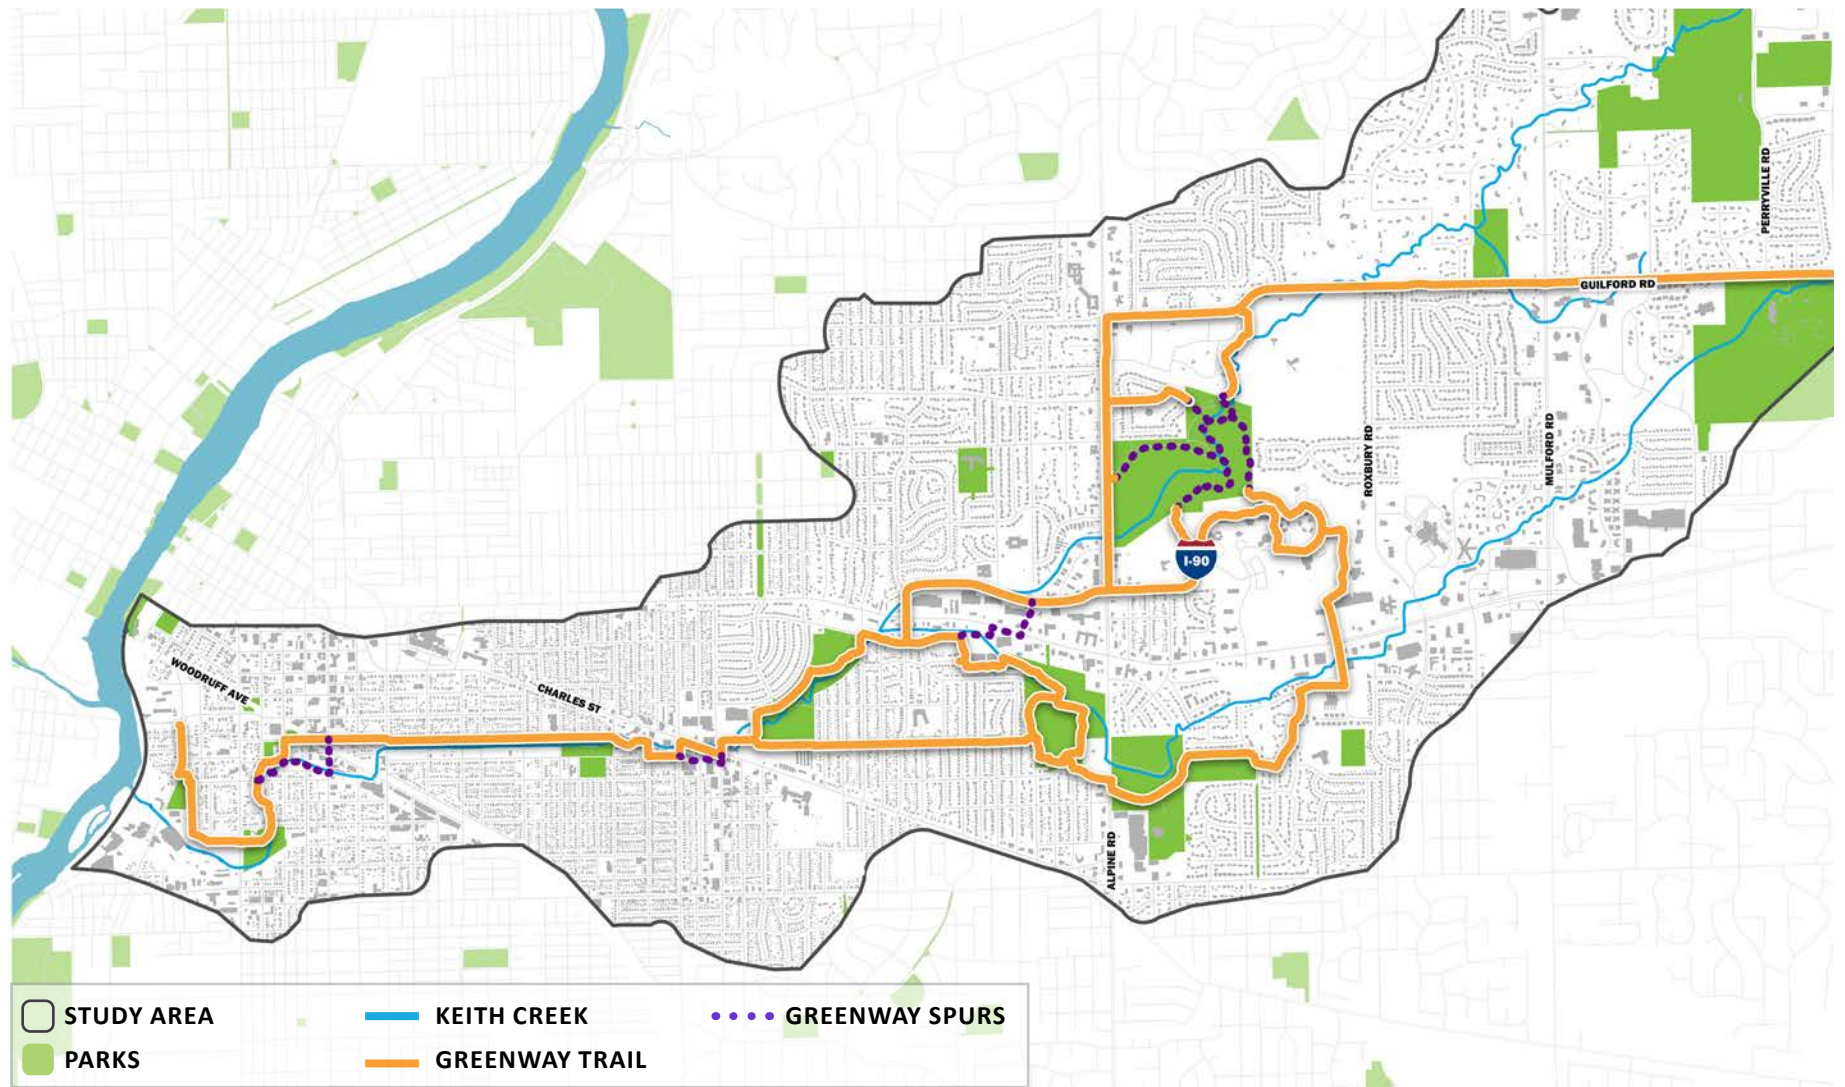 PERRYVILLE RD
GUILFORD RD
ROXBURY RD
MULFORD RD
I-90
WOODRUFF AVE
CHARLES ST
ALPINE RD
STUDY AREA
KEITH CREEK
GREENWAY SPURS
PARKS
GREENWAY TRAIL